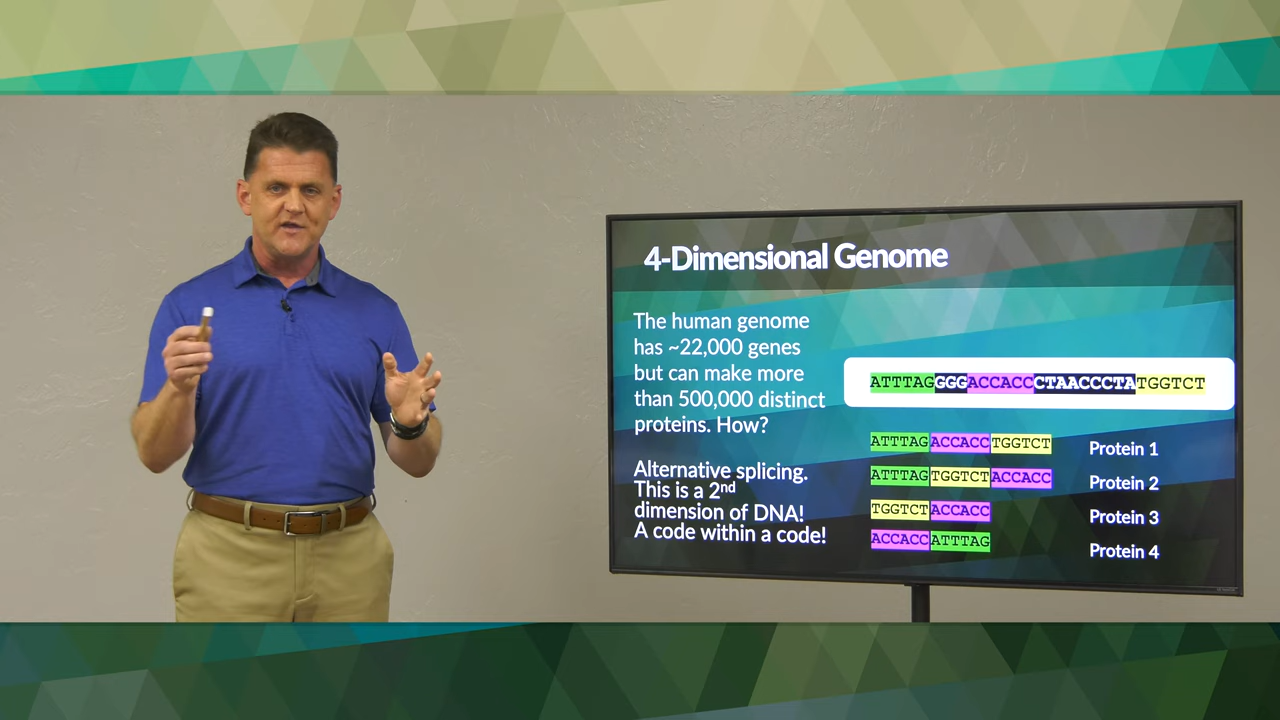 4-Dimensional Genome
The human genome
has ~22,000 genes
but can make more
than 500,000 distinct
proteins. How?
Alternative splicing.
This is a 2nd
dimension of DNA!
A code within a code!
ATTTAGGGGACCACCCTAACCCTATGGTCT
ATTTAGACCACCTGGTCT Protein 1
ATTTAGTGGTCTACCACC Protein 2
TGGTCTACCACC Protein 3
ACCACCATTTAG Protein 4